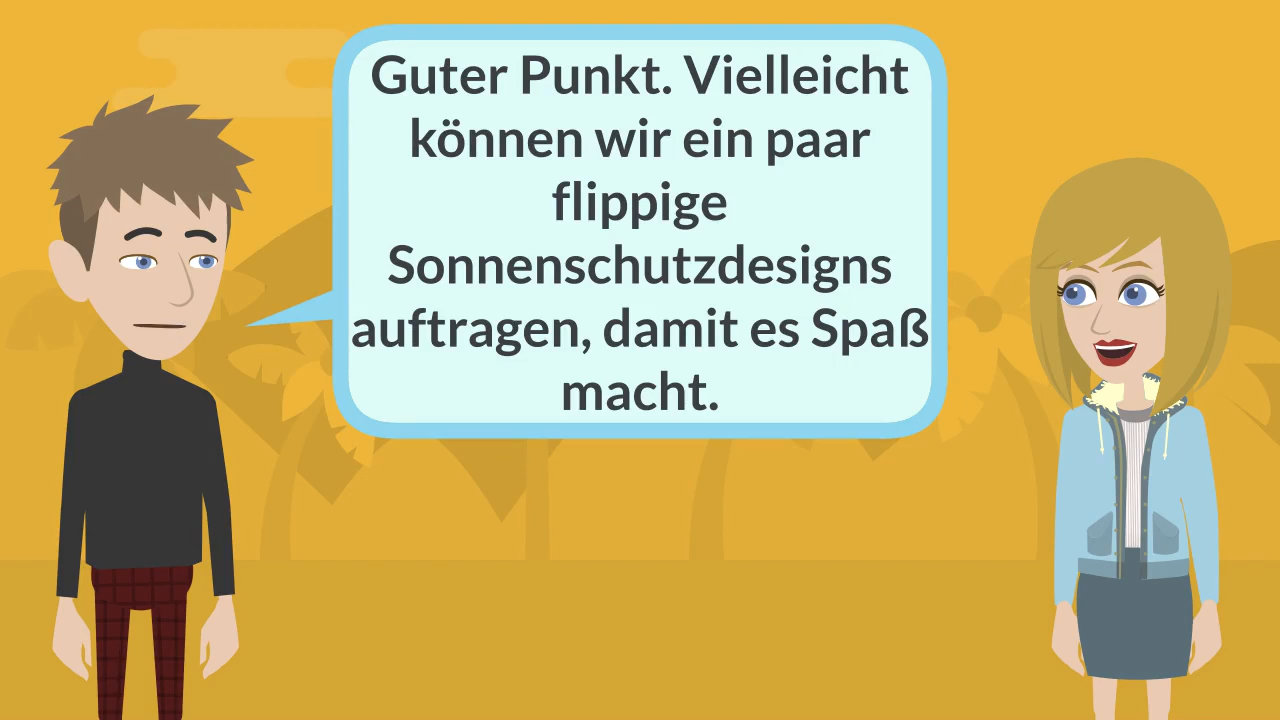 Guter Punkt. Vielleicht
können wir ein paar
flippige
Sonnenschutzdesigns
auftragen, damit es Spaß
macht.